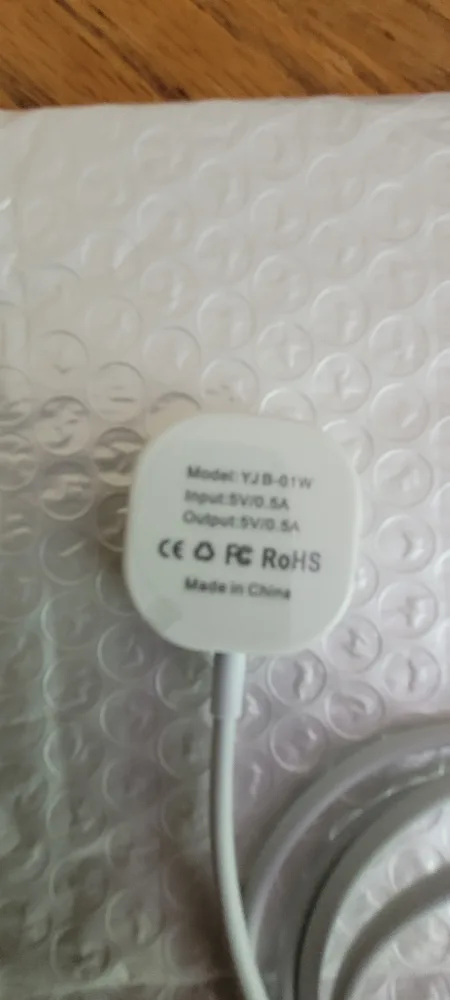 Model:YJB-01W
Input:5V/0.5A
Output:5V/0.5A
CE FC RoHS
Made in China